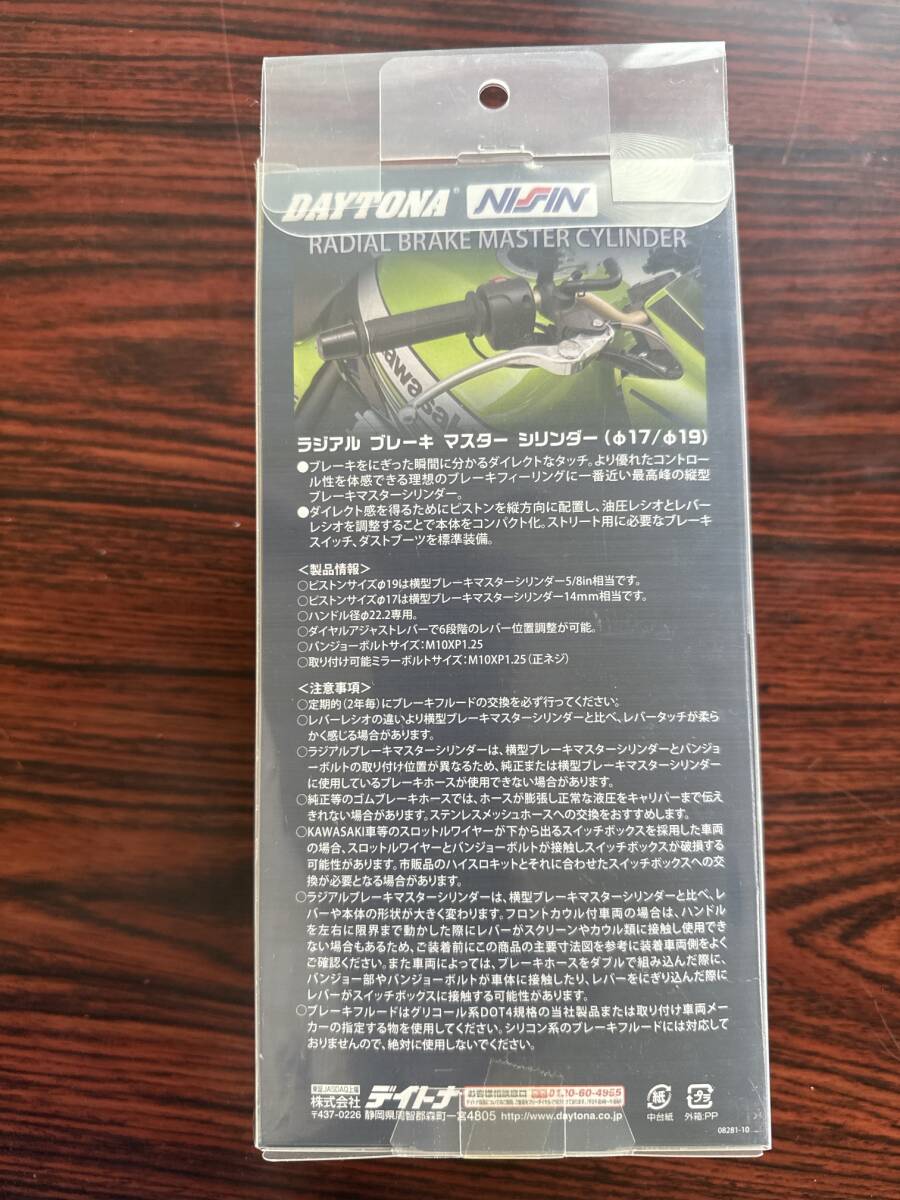 DAYTONA® NISSIN
RADIAL BRAKE MASTER CYLINDER
Kawasaki
ラジアル ブレーキ マスター シリンダー(φ17/φ19)
●ブレーキをにぎった瞬間に分かるダイレクトなタッチ。より優れたコントロー
ル性を体感できる理想のブレーキフィーリングに一番近い最高峰の縦型
ブレーキマスターシリンダー。
●ダイレクト感を得るためにピストンを縦方向に配置し、油圧レシオとレバー
レシオを調整することで本体をコンパクト化。ストリート用に必要なブレーキ
スイッチ、ダストブーツを標準装備。
＜製品情報＞
○ピストンサイズφ19は横型ブレーキマスターシリンダー5/8in相当です。
○ピストンサイズφ17は横型ブレーキマスターシリンダー14mm相当です。
○ハンドル径φ22.2専用。
○ダイヤルアジャストレバーで6段階のレバー位置調整が可能。
○バンジョーボルトサイズ:M10XP1.25
○取り付け可能ミラーボルトサイズ:M10XP1.25(正ネジ)
＜注意事項＞
○定期的(2年毎)にブレーキフルードの交換を必ず行ってください。
○レバーレシオの違いより横型ブレーキマスターシリンダーと比べ、レバータッチが柔ら
かく感じる場合があります。
○ラジアルブレーキマスターシリンダーは、横型ブレーキマスターシリンダーとバンジョ
ーボルトの取り付け位置が異なるため、純正または横型ブレーキマスターシリンダー
に使用しているブレーキホースが使用できない場合があります。
○純正等のゴムブレーキホースでは、ホースが膨張し正常な液圧をキャリパーまで伝え
きれない場合があります。ステンレスメッシュホースへの交換をおすすめします。
○KAWASAKI車等のスロットルワイヤーが下から出るスイッチボックスを採用した車両
の場合、スロットルワイヤーとバンジョーボルトが接触しスイッチボックスが破損する
可能性があります。市販品のハイスロキットとそれに合わせたスイッチボックスへの交
換が必要となる場合があります。
○ラジアルブレーキマスターシリンダーは、横型ブレーキマスターシリンダーと比べ、レ
バーや本体の形状が大きく変わります。フロントカウル付車両の場合は、ハンドル
を左右に限界まで動かした際にレバーがスクリーンやカウル類に接触し使用でき
ない場合もあるため、ご装着前にこの商品の主要寸法図を参考に装着車両側をよく
ご確認ください。また車両によっては、ブレーキホースをダブルで組み込んだ際に、
バンジョー部やバンジョーボルトが車体に接触したり、レバーをにぎり込んだ際に
レバーがスイッチボックスに接触する可能性があります。
○ブレーキフルードはグリコール系DOT4規格の当社製品または取り付け車両メー
カーの指定する物を使用してください。シリコン系のブレーキフルードには対応して
おりませんので、絶対に使用しないでください。
東証JASDAQ上場
株式会社 デイトナ お客様相談窓口 0120-60-4955
〒437-0226 静岡県周智郡森町一宮4805 http://www.daytona.co.jp
紙 中台紙
プラ 外箱:PP
08281-10